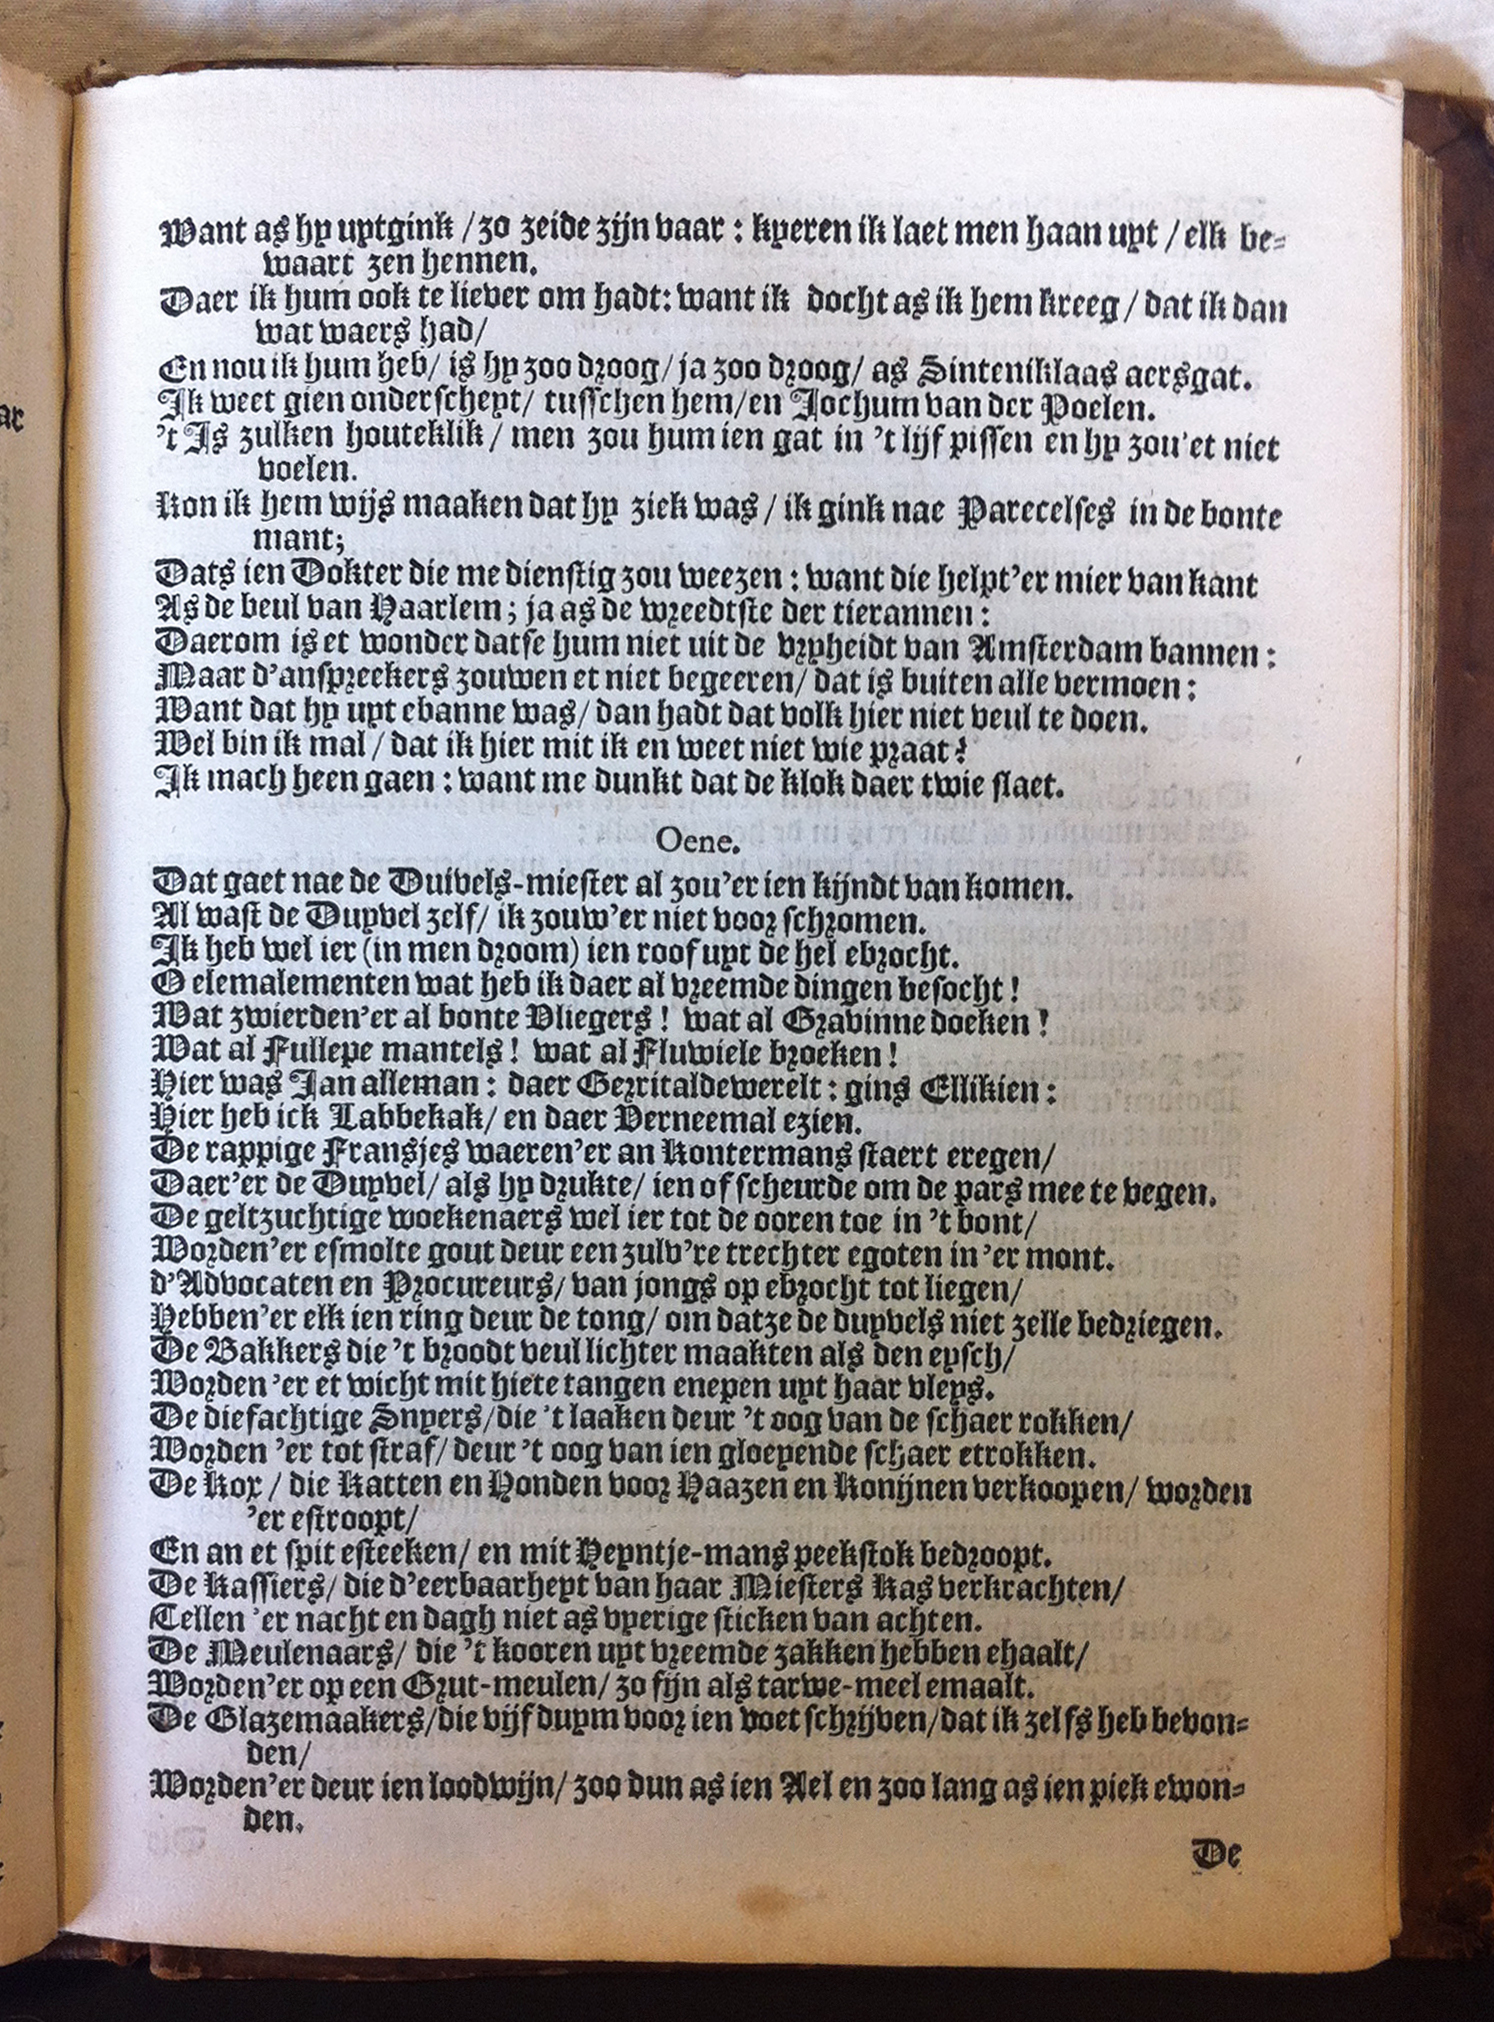 Want as hy uytgink / zo zeide zijn vaar : kyeren ik laet men haan uyt / elk be-
waart zen hennen.
Daer ik hum ook te liever om hadt: want ik docht as ik hem kreeg / dat ik dan
wat waers had/
En nou ik hum heb/ is hy zoo droog/ ja zoo droog/ as Sinteniklaas aersgat.
Ik weet gien onderscheyt/ tusschen hem/en Jochum van der Poelen.
't Is zulken houteklik / men zou hum ien gat in 't lijf pissen en hy zou'et niet
voelen.
Kon ik hem wijs maaken dat hy ziek was / ik gink nae Parecelses in de bonte
mant;
Dats ien Dokter die me dienstig zou weezen : want die helpt'er mier van kant
As de beul van Haarlem; ja as de wreedtste der tierannen :
Daerom is et wonder datse hum niet uit de vryheidt van Amsterdam bannen :
Maar d'anspreekers zouwen et niet begeeren/ dat is buiten alle vermoen :
Want dat hy uyt ebanne was/ dan hadt dat volk hier niet veul te doen.
Wel bin ik mal / dat ik hier mit ik en weet niet wie praat?
Ik mach heen gaen : want me dunkt dat de klok daer twie slaet.
Oene.
Dat gaet nae de Duivels-miester al zou'er ien kijndt van komen.
Al wast de Duyvel zelf/ ik zouw'er niet voor schromen.
Ik heb wel ier (in men droom) ien roof uyt de hel ebrocht.
O elemalementen wat heb ik daer al vreemde dingen besocht !
Wat zwierden'er al bonte Vliegers ! wat al Gravinne doeken !
Wat al Fullepe mantels ! wat al Fluwiele broeken !
Hier was Jan alleman : daer Gerritaldewerelt : gins Ellikien :
Hier heb ick Labbekak/ en daer Verneemal ezien.
De rappige Fransjes waeren'er an Kontermans staert eregen/
Daer'er de Duyvel/ als hy drukte/ ien of scheurde om de pars mee te vegen.
De geltzuchtige woekenaers wel ier tot de ooren toe in 't bont/
Worden'er esmolte gout deur een zulv're trechter egoten in 'er mont.
d'Advocaten en Procureurs/ van jongs op ebrocht tot liegen/
Hebben'er elk ien ring deur de tong/ om datze de duyvels niet zelle bedriegen.
De Bakkers die 't broodt veul lichter maakten als den eysch/
Worden 'er et wicht mit hiete tangen enepen uyt haar vleys.
De diefachtige Snyers/die 't laaken deur 't oog van de schaer rokken/
Worden 'er tot straf/ deur 't oog van ien gloeyende schaer etrokken.
De Kox / die Katten en Honden voor Haazen en Konijnen verkoopen/ worden
'er estroopt/
En an et spit esteeken/ en mit Heyntje-mans peekstok bedroopt.
De Kassiers/ die d'eerbaarheyt van haar Miesters Kas verkrachten/
Tellen 'er nacht en dagh niet as vyerige sticken van achten.
De Meulenaars/ die 't kooren uyt vreemde zakken hebben ehaalt/
Worden'er op een Grut-meulen/ zo fijn als tarwe-meel emaalt.
De Glazemaakers/die vijf duym voor ien voet schrijven/dat ik zelfs heb bevon-
den/
Worden'er deur ien loodwijn/ zoo dun as ien Ael en zoo lang as ien piek ewon-
den.
De